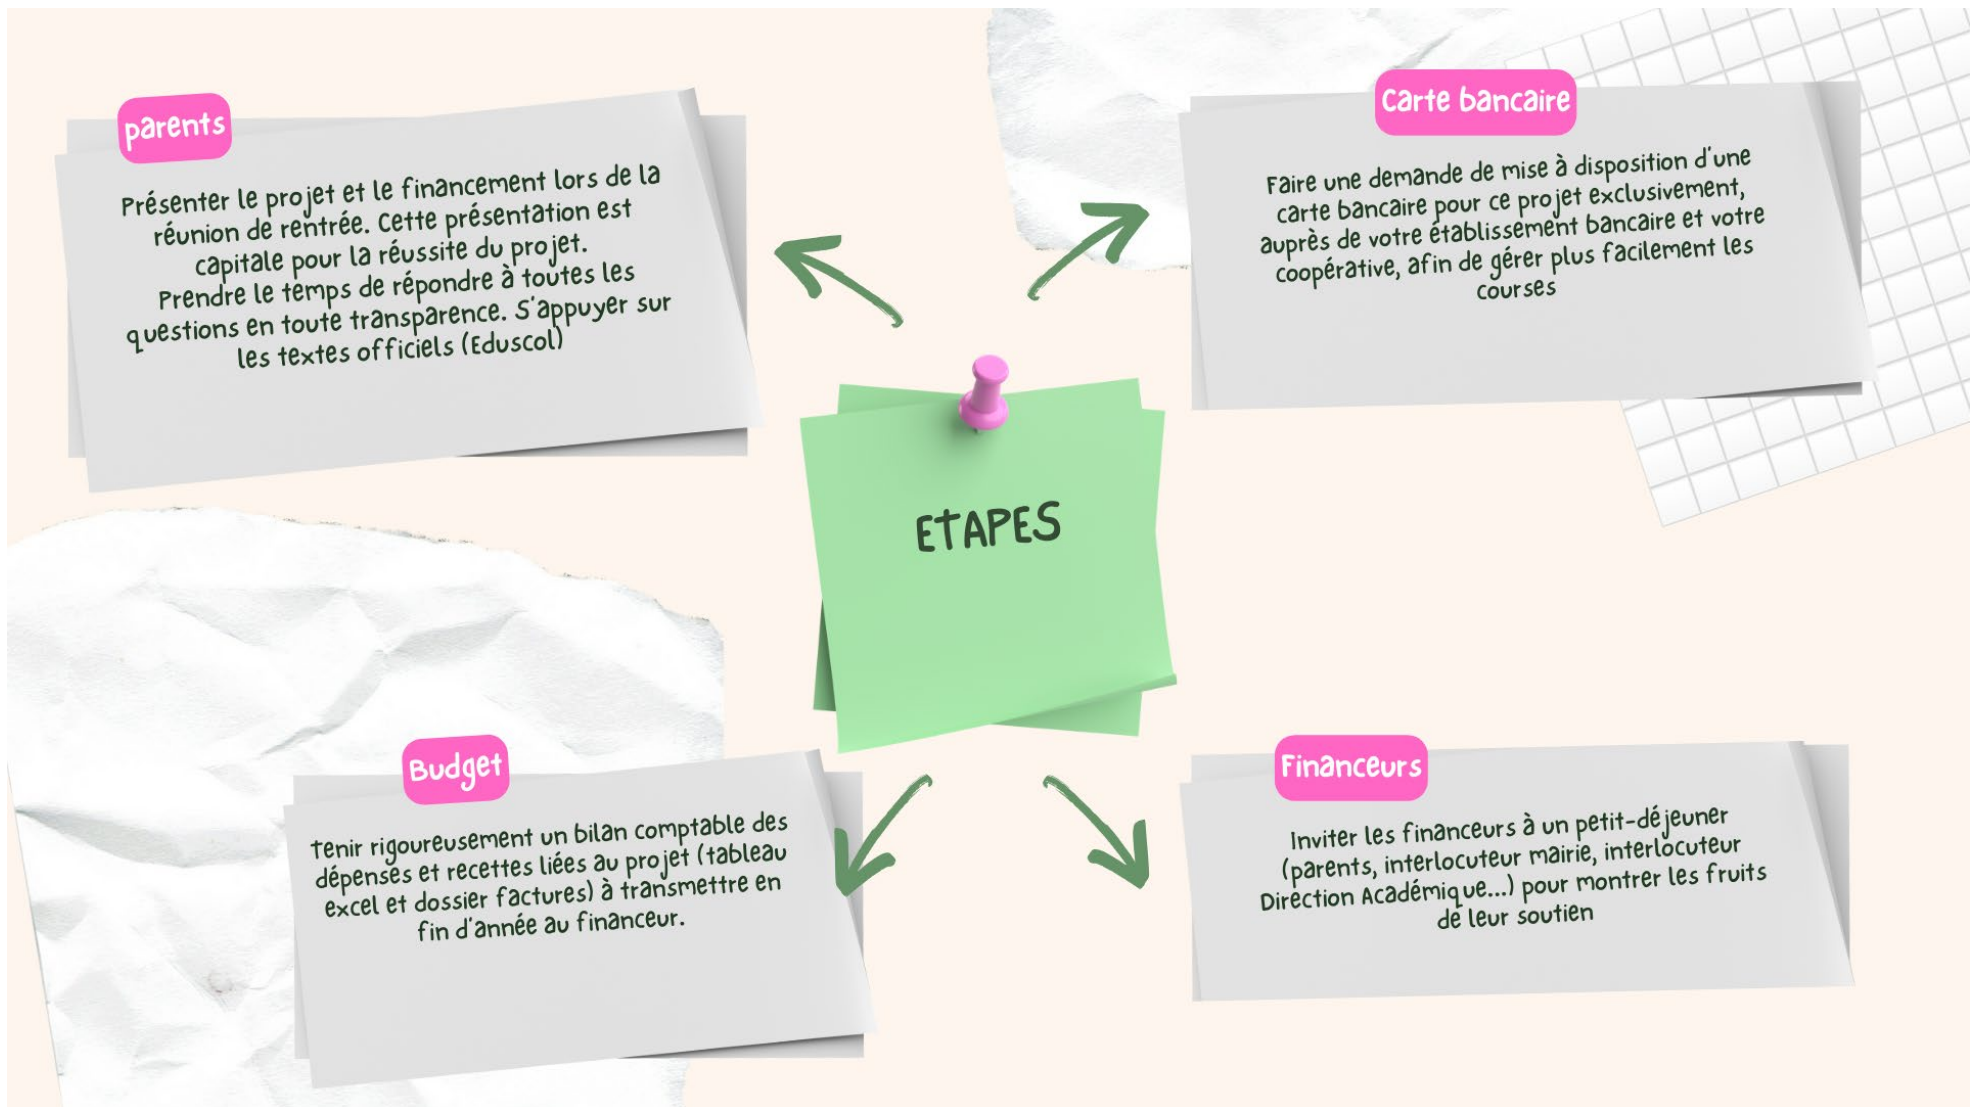 parents
Présenter le projet et le financement lors de la
réunion de rentrée. Cette présentation est
capitale pour la réussite du projet.
Prendre le temps de répondre à toutes les
questions en toute transparence. S'appuyer sur
les textes officiels (Eduscol)
Carte bancaire
Faire une demande de mise à disposition d'une
carte bancaire pour ce projet exclusivement,
auprès de votre établissement bancaire et votre
coopérative, afin de gérer plus facilement les
courses
ETAPES
Budget
Tenir rigoureusement un bilan comptable des
dépenses et recettes liées au projet (tableau
excel et dossier factures) à transmettre en
fin d'année au financeur.
Financeurs
Inviter les financeurs à un petit-déjeuner
(parents, interlocuteur mairie, interlocuteur
Direction Académique...) pour montrer les fruits
de leur soutien